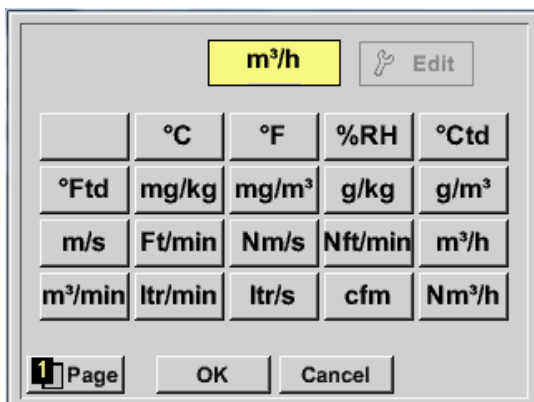 m³/h Edit
°C °F %RH °Ctd
°Ftd mg/kg mg/m³ g/kg g/m³
m/s Ft/min Nm/s Nft/min m³/h
m³/min ltr/min ltr/s cfm Nm³/h
1 Page OK Cancel